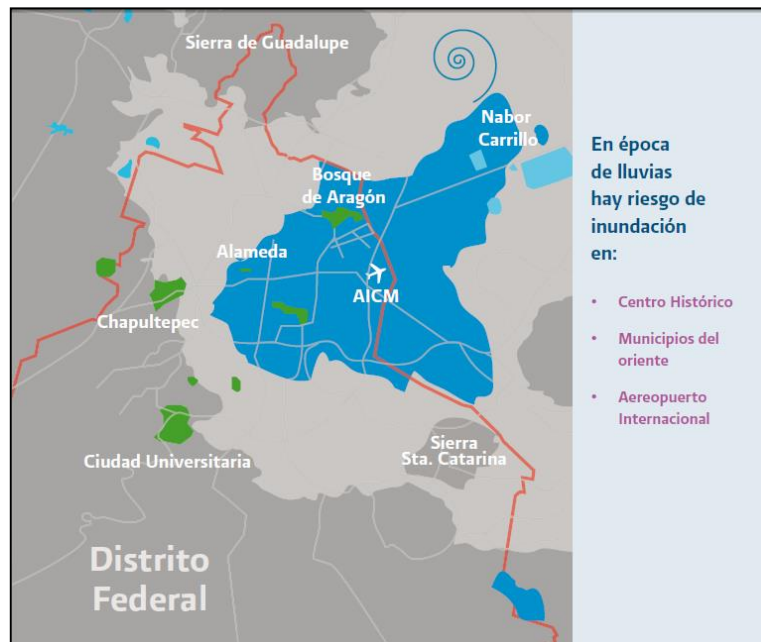 Sierra de Guadalupe
Nabor
Carrillo
Bosque
de Aragón
Alameda
AICM
Chapultepec
Sierra
Sta. Catarina
Ciudad Universitaria
Distrito
Federal
En época
de lluvias
hay riesgo de
inundación
en:
• Centro Histórico
• Municipios del
oriente
• Aereopuerto
Internacional